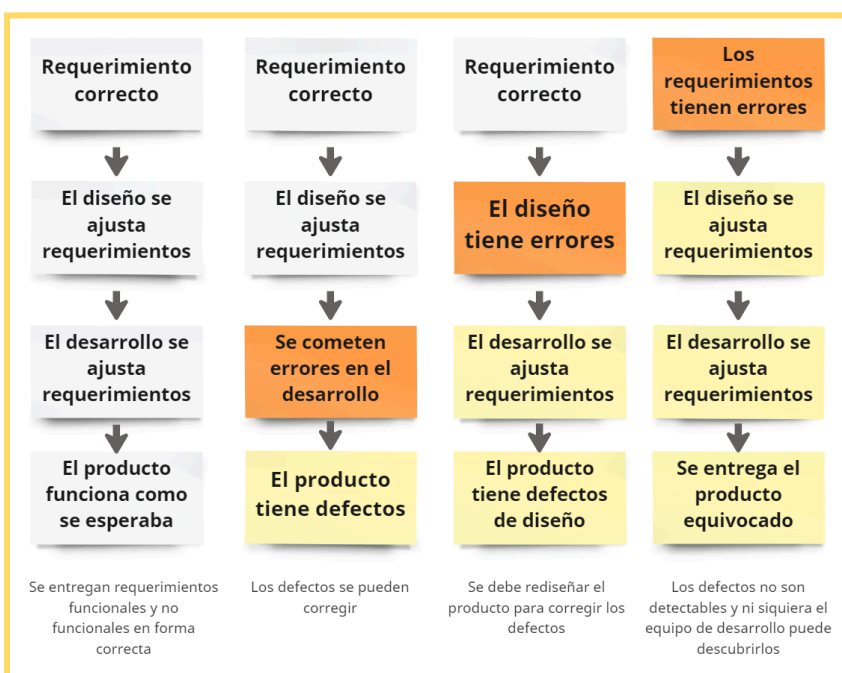 Requerimiento
correcto
El diseño se
ajusta
requerimientos
El desarrollo se
ajusta
requerimientos
El producto
funciona como
se esperaba
Se entregan requerimientos
funcionales y no
funcionales en forma
correcta
Requerimiento
correcto
El diseño se
ajusta
requerimientos
Se cometen
errores en el
desarrollo
El producto
tiene defectos
Los defectos se pueden
corregir
Requerimiento
correcto
El diseño
tiene errores
El desarrollo se
ajusta
requerimientos
El producto
tiene defectos
de diseño
Se debe rediseñar el
producto para corregir los
defectos
Los
requerimientos
tienen errores
El diseño se
ajusta
requerimientos
El desarrollo se
ajusta
requerimientos
Se entrega el
producto
equivocado
Los defectos no son
detectables y ni siquiera el
equipo de desarrollo puede
descubrirlos